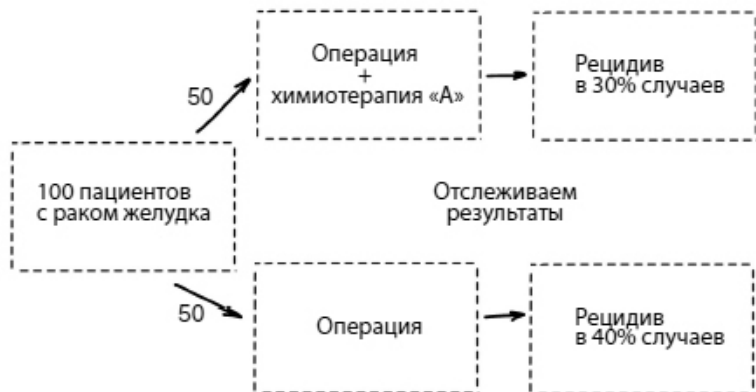 Операция
+
химиотерапия «А»
Рецидив
в 30% случаев
50
100 пациентов
с раком желудка
Отслеживаем
результаты
50
Операция
Рецидив
в 40% случаев